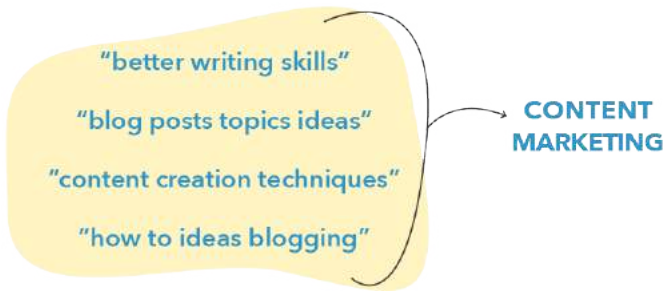 “better writing skills”
“blog posts topics ideas”
“content creation techniques”
“how to ideas blogging”
CONTENT
MARKETING